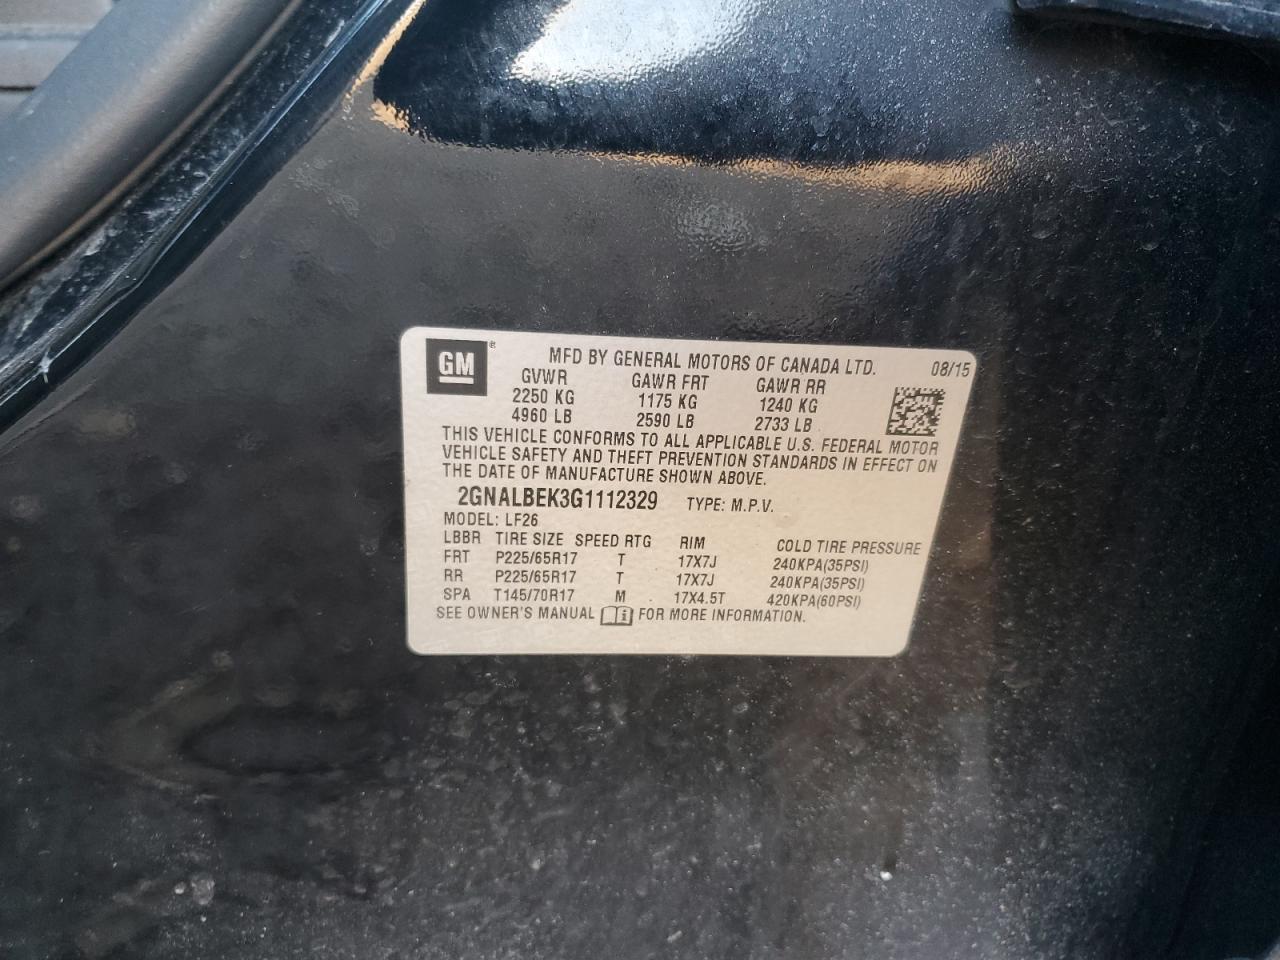 GM® MFD BY GENERAL MOTORS OF CANADA LTD. 08/15
GVWR GAWR FRT GAWR RR
2250 KG 1175 KG 1240 KG
4960 LB 2590 LB 2733 LB
THIS VEHICLE CONFORMS TO ALL APPLICABLE U.S. FEDERAL MOTOR
VEHICLE SAFETY AND THEFT PREVENTION STANDARDS IN EFFECT ON
THE DATE OF MANUFACTURE SHOWN ABOVE.
2GNALBEK3G1112329 TYPE: M.P.V.
MODEL: LF26
LBBR TIRE SIZE SPEED RTG RIM COLD TIRE PRESSURE
FRT P225/65R17 T 17X7J 240KPA(35PSI)
RR P225/65R17 T 17X7J 240KPA(35PSI)
SPA T145/70R17 M 17X4.5T 420KPA(60PSI)
SEE OWNER'S MANUAL FOR MORE INFORMATION.